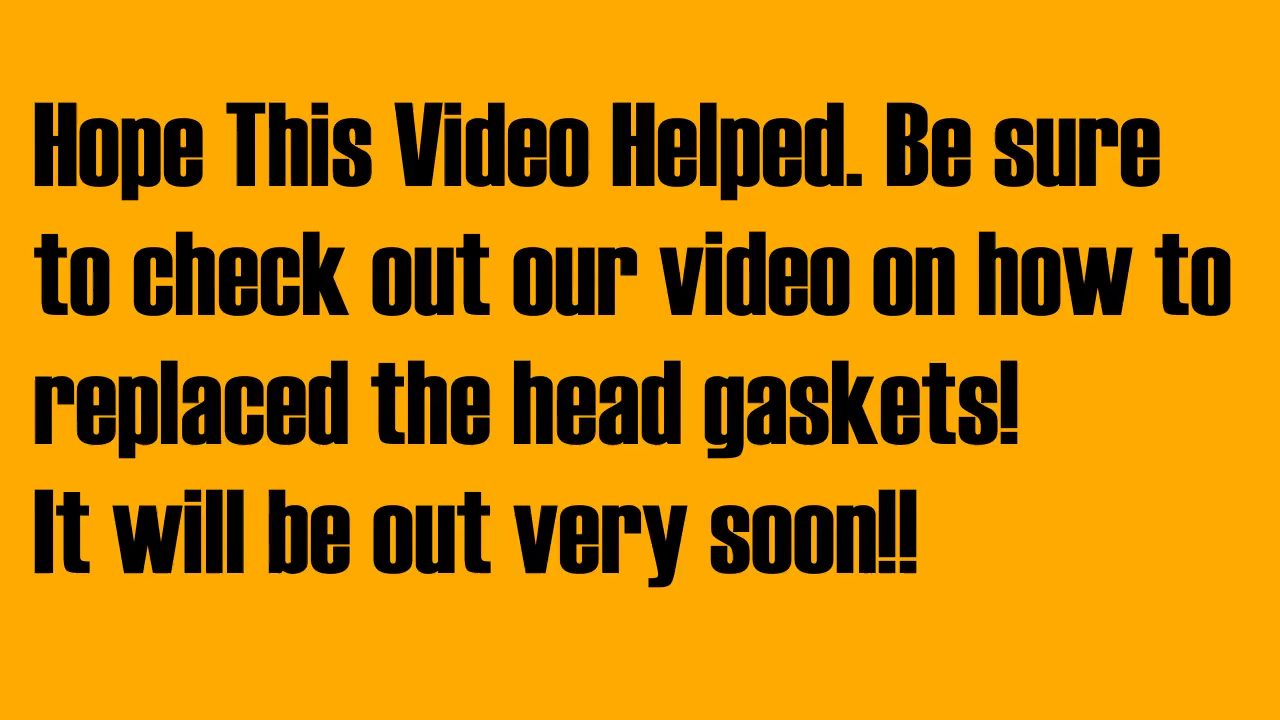 Hope This Video Helped. Be sure
to check out our video on how to
replaced the head gaskets!
It will be out very soon!!